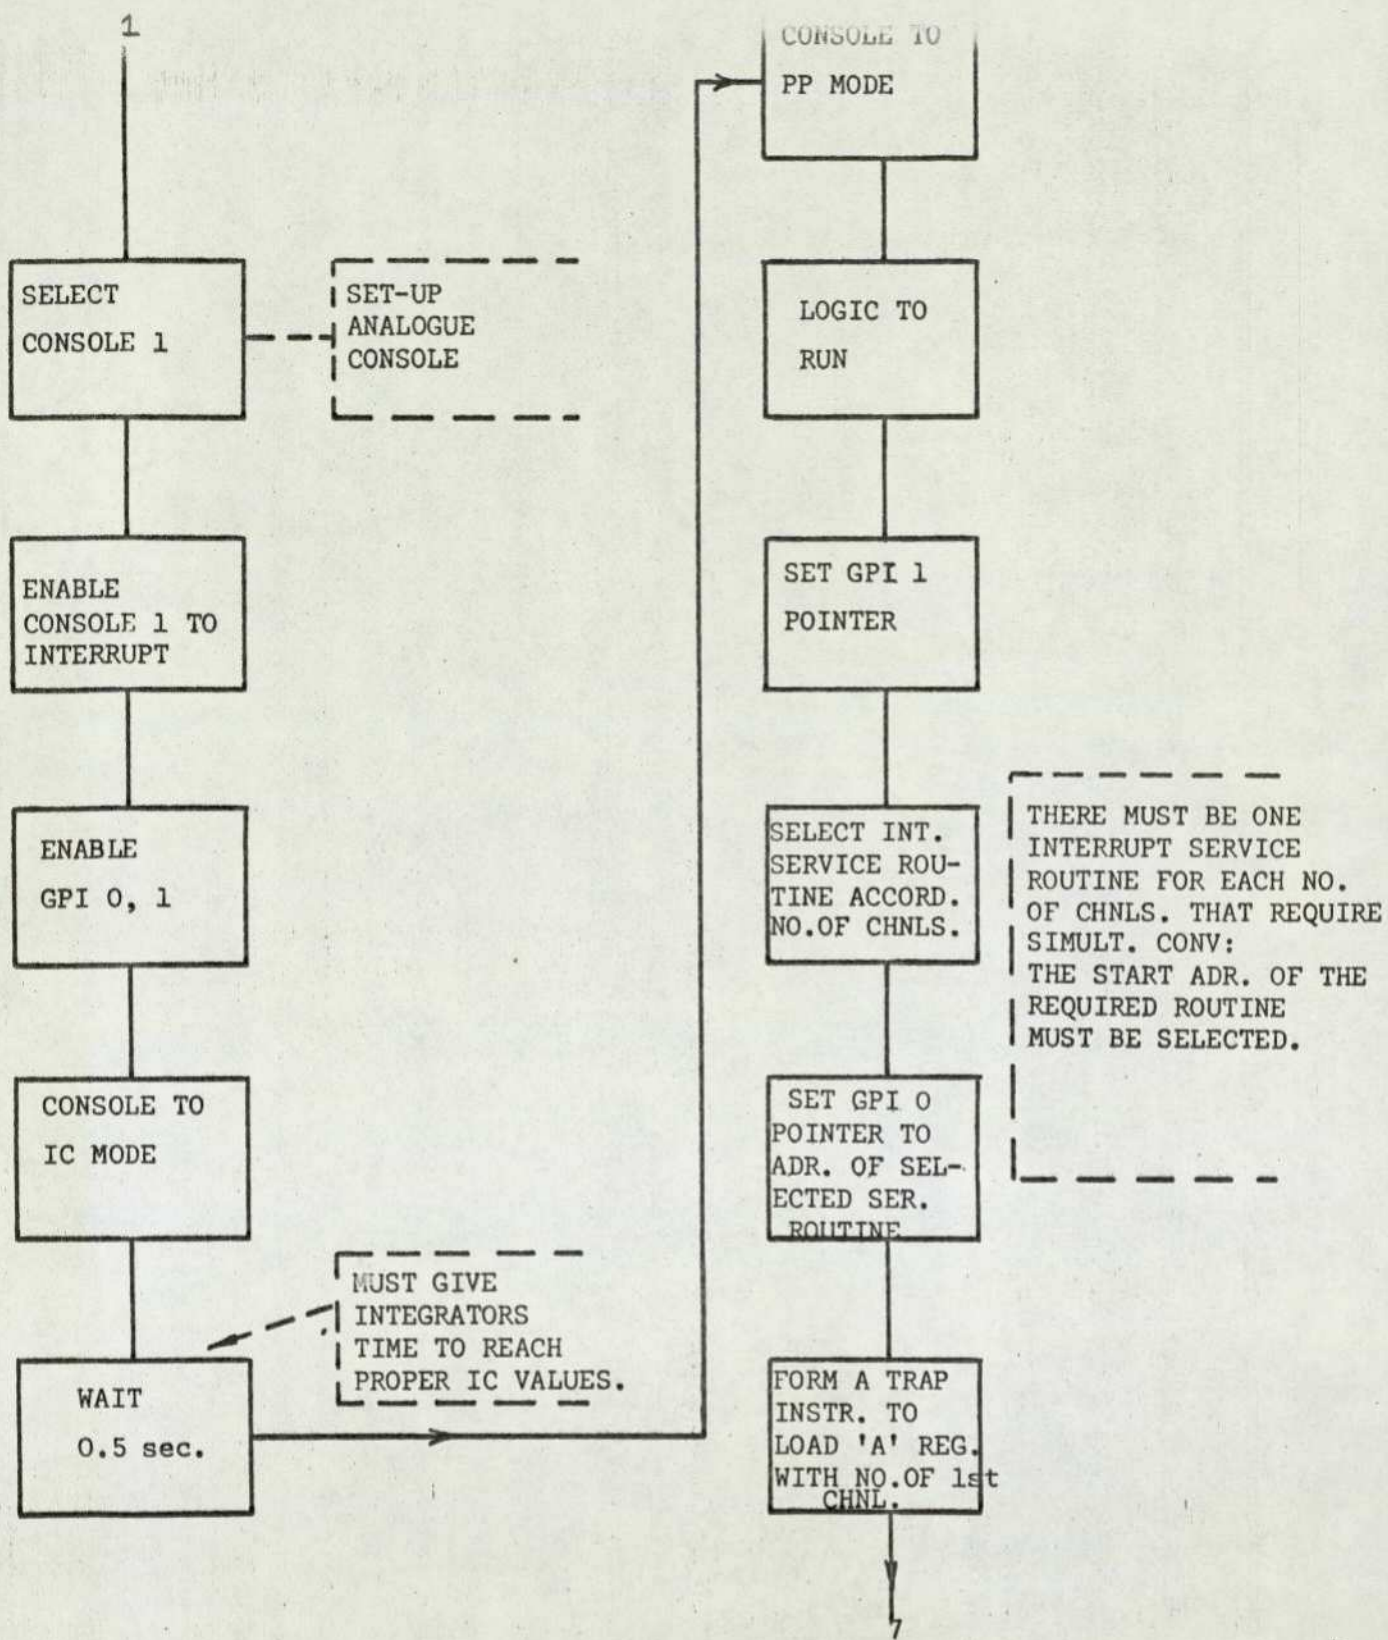 1
SELECT
CONSOLE 1
SET-UP
ANALOGUE
CONSOLE
ENABLE
CONSOLE 1 TO
INTERRUPT
ENABLE
GPI 0, 1
CONSOLE TO
IC MODE
MUST GIVE
INTEGRATORS
TIME TO REACH
PROPER IC VALUES.
WAIT
0.5 sec.
CONSOLE TO
PP MODE
LOGIC TO
RUN
SET GPI 1
POINTER
SELECT INT.
SERVICE ROU-
TINE ACCORD.
NO.OF CHNLS.
THERE MUST BE ONE
INTERRUPT SERVICE
ROUTINE FOR EACH NO.
OF CHNLS. THAT REQUIRE
SIMULT. CONV:
THE START ADR. OF THE
REQUIRED ROUTINE
MUST BE SELECTED.
SET GPI 0
POINTER TO
ADR. OF SEL-
ECTED SER.
ROUTINE
FORM A TRAP
INSTR. TO
LOAD 'A' REG.
WITH NO.OF 1st
CHNL.
7